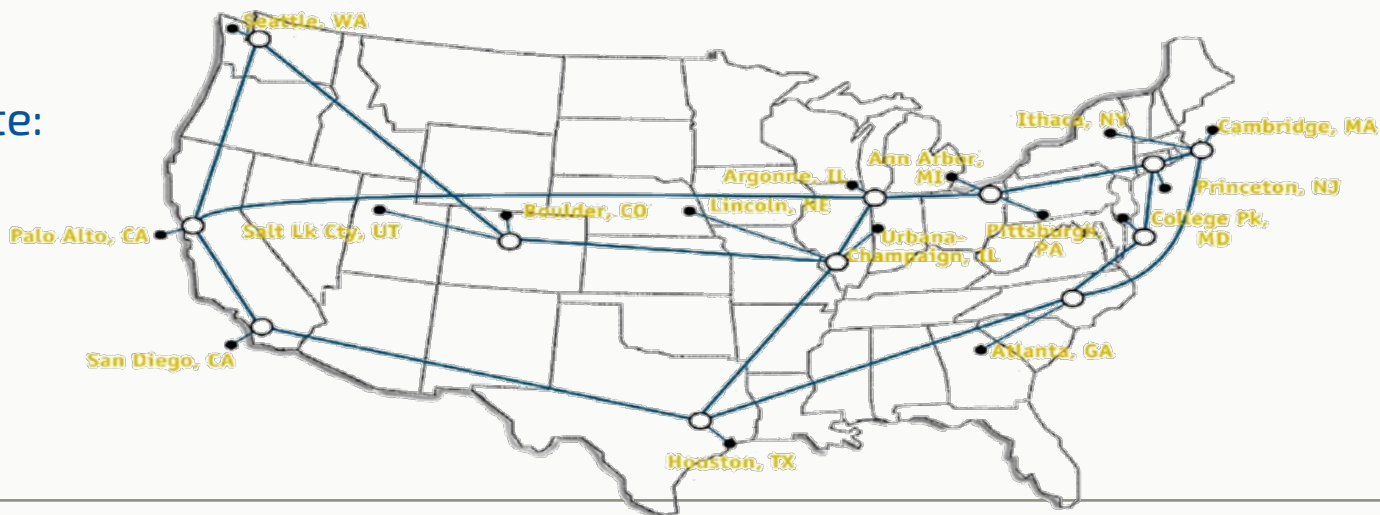 te:
Seattle, WA
Ithaca, NY
Cambridge, MA
Ann Arbor,
MI
Argonne, IL
Princeton, NJ
Lincoln, NE
Boulder, CO
College Pk,
MD
Salt Lk Cty, UT
Palo Alto, CA
Pittsburgh,
PA
Urbana-
Champaign, IL
San Diego, CA
Atlanta, GA
Houston, TX